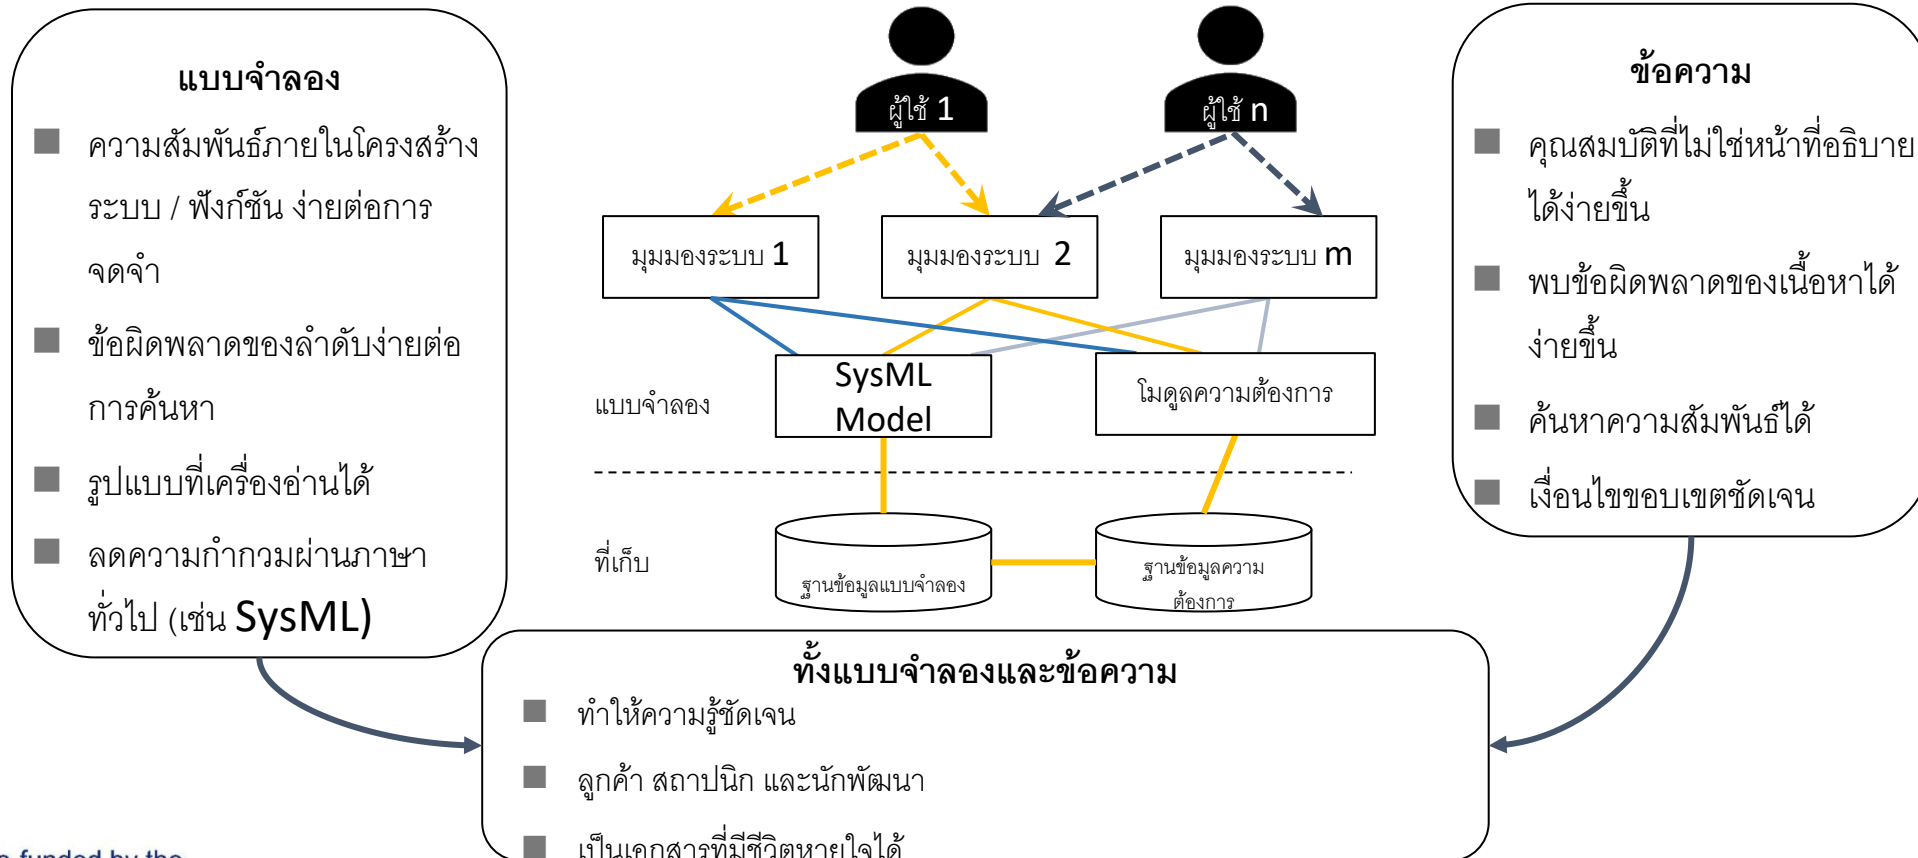 แบบจำลอง
ความสัมพันธ์ภายในโครงสร้าง
ระบบ / ฟังก์ชัน ง่ายต่อการ
จดจำ
ข้อผิดพลาดของลำดับง่ายต่อ
การค้นหา
รูปแบบที่เครื่องอ่านได้
ลดความกำกวมผ่านภาษา
ทั่วไป (เช่น SysML)
ผู้ใช้ 1
ผู้ใช้ n
มุมมองระบบ 1
มุมมองระบบ 2
มุมมองระบบ m
แบบจำลอง
SysML
Model
โมดูลความต้องการ
ที่เก็บ
ฐานข้อมูลแบบจำลอง
ฐานข้อมูลความ
ต้องการ
ข้อความ
คุณสมบัติที่ไม่ใช่หน้าที่อธิบาย
ได้ง่ายขึ้น
พบข้อผิดพลาดของเนื้อหาได้
ง่ายขึ้น
ค้นหาความสัมพันธ์ได้
เงื่อนไขขอบเขตชัดเจน
ทั้งแบบจำลองและข้อความ
ทำให้ความรู้ชัดเจน
ลูกค้า สถาปนิก และนักพัฒนา
เป็นเอกสารที่มีชีวิตหายใจได้
funded by the